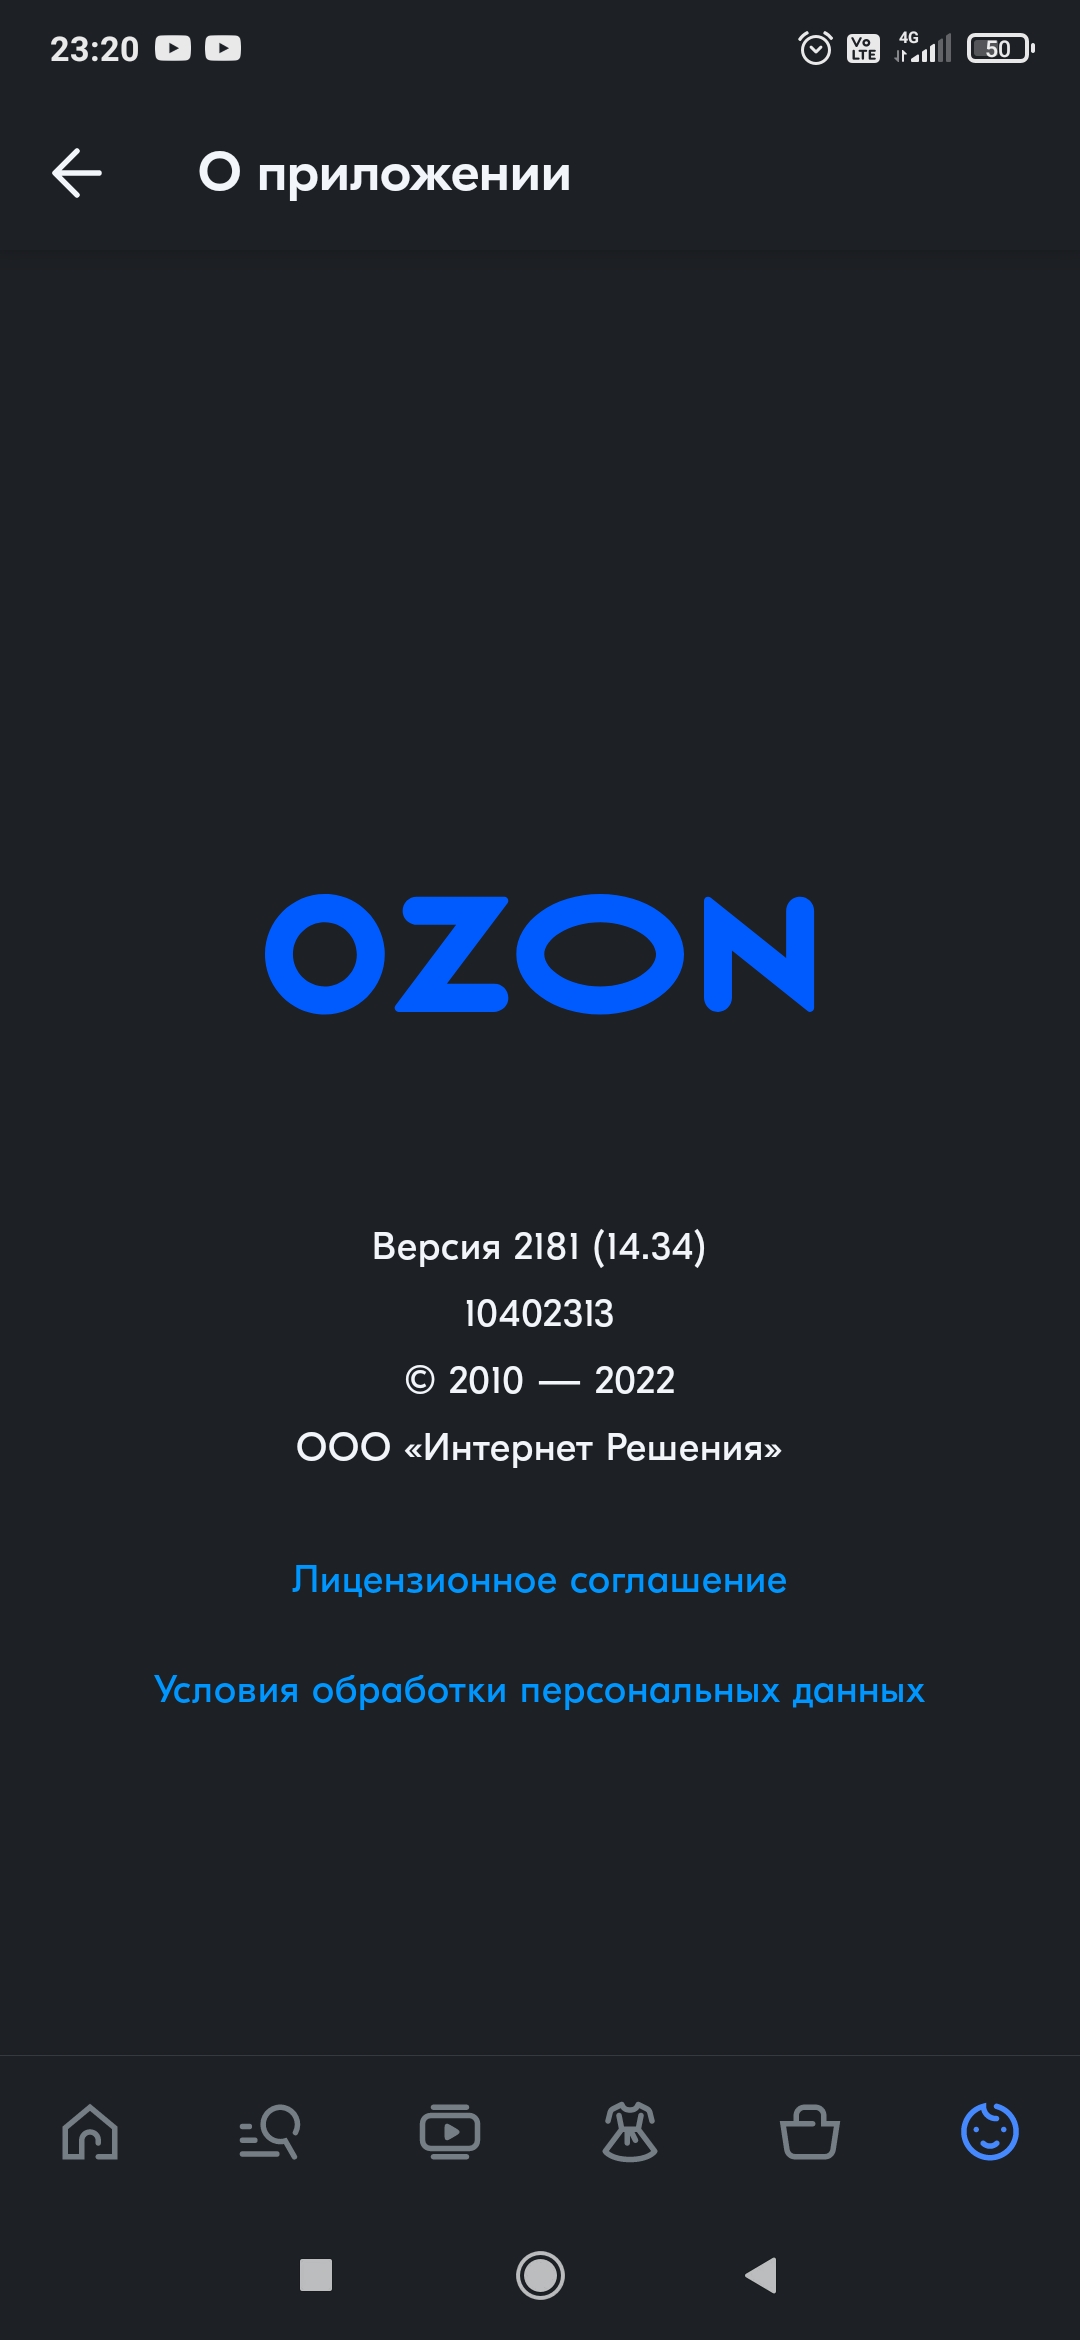 23:20
Vo LTE
4G
50
О приложении
OZON
Версия 2181 (14.34)
10402313
© 2010 — 2022
ООО «Интернет Решения»
Лицензионное соглашение
Условия обработки персональных данных